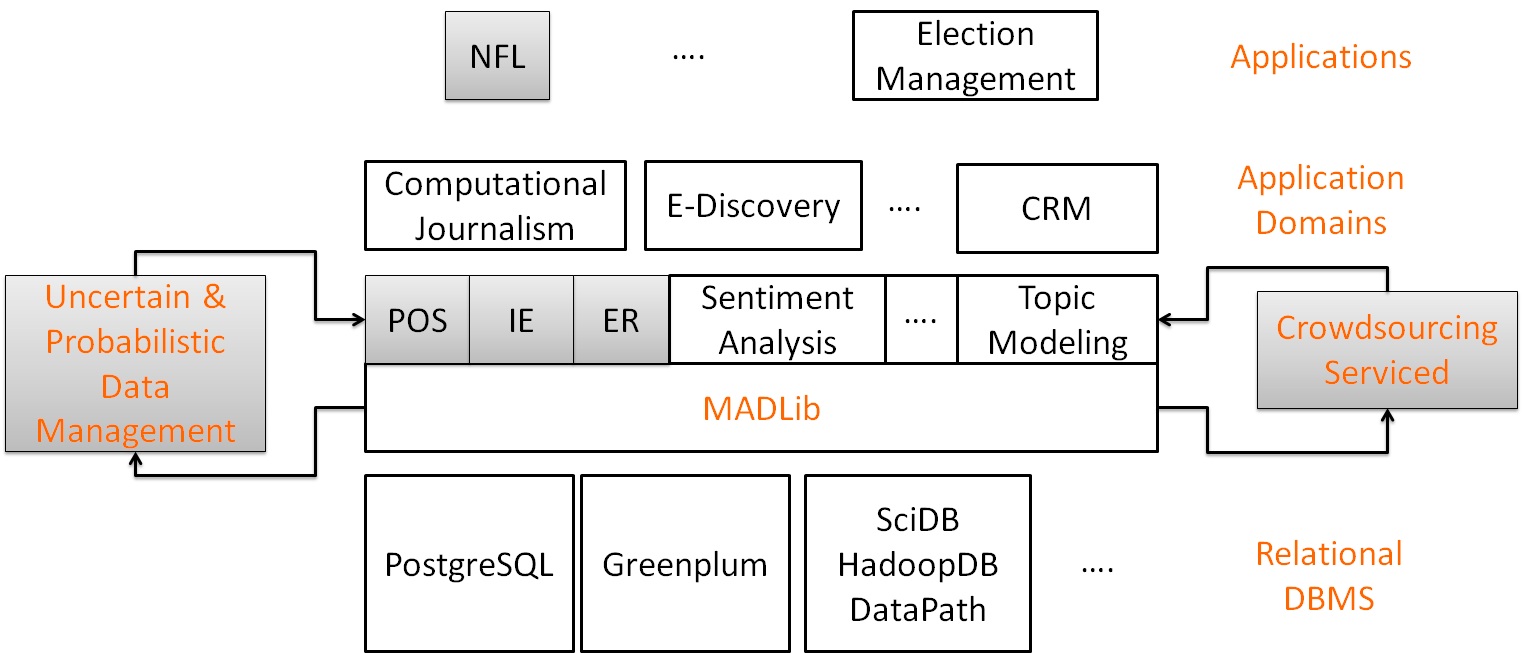 NFL
....
Election
Management
Applications
Computational
Journalism
E-Discovery
....
CRM
Application
Domains
Uncertain &
Probabilistic
Data
Management
POS
IE
ER
Sentiment
Analysis
....
Topic
Modeling
Crowdsourcing
Serviced
MADLib
PostgreSQL
Greenplum
SciDB
HadoopDB
DataPath
....
Relational
DBMS